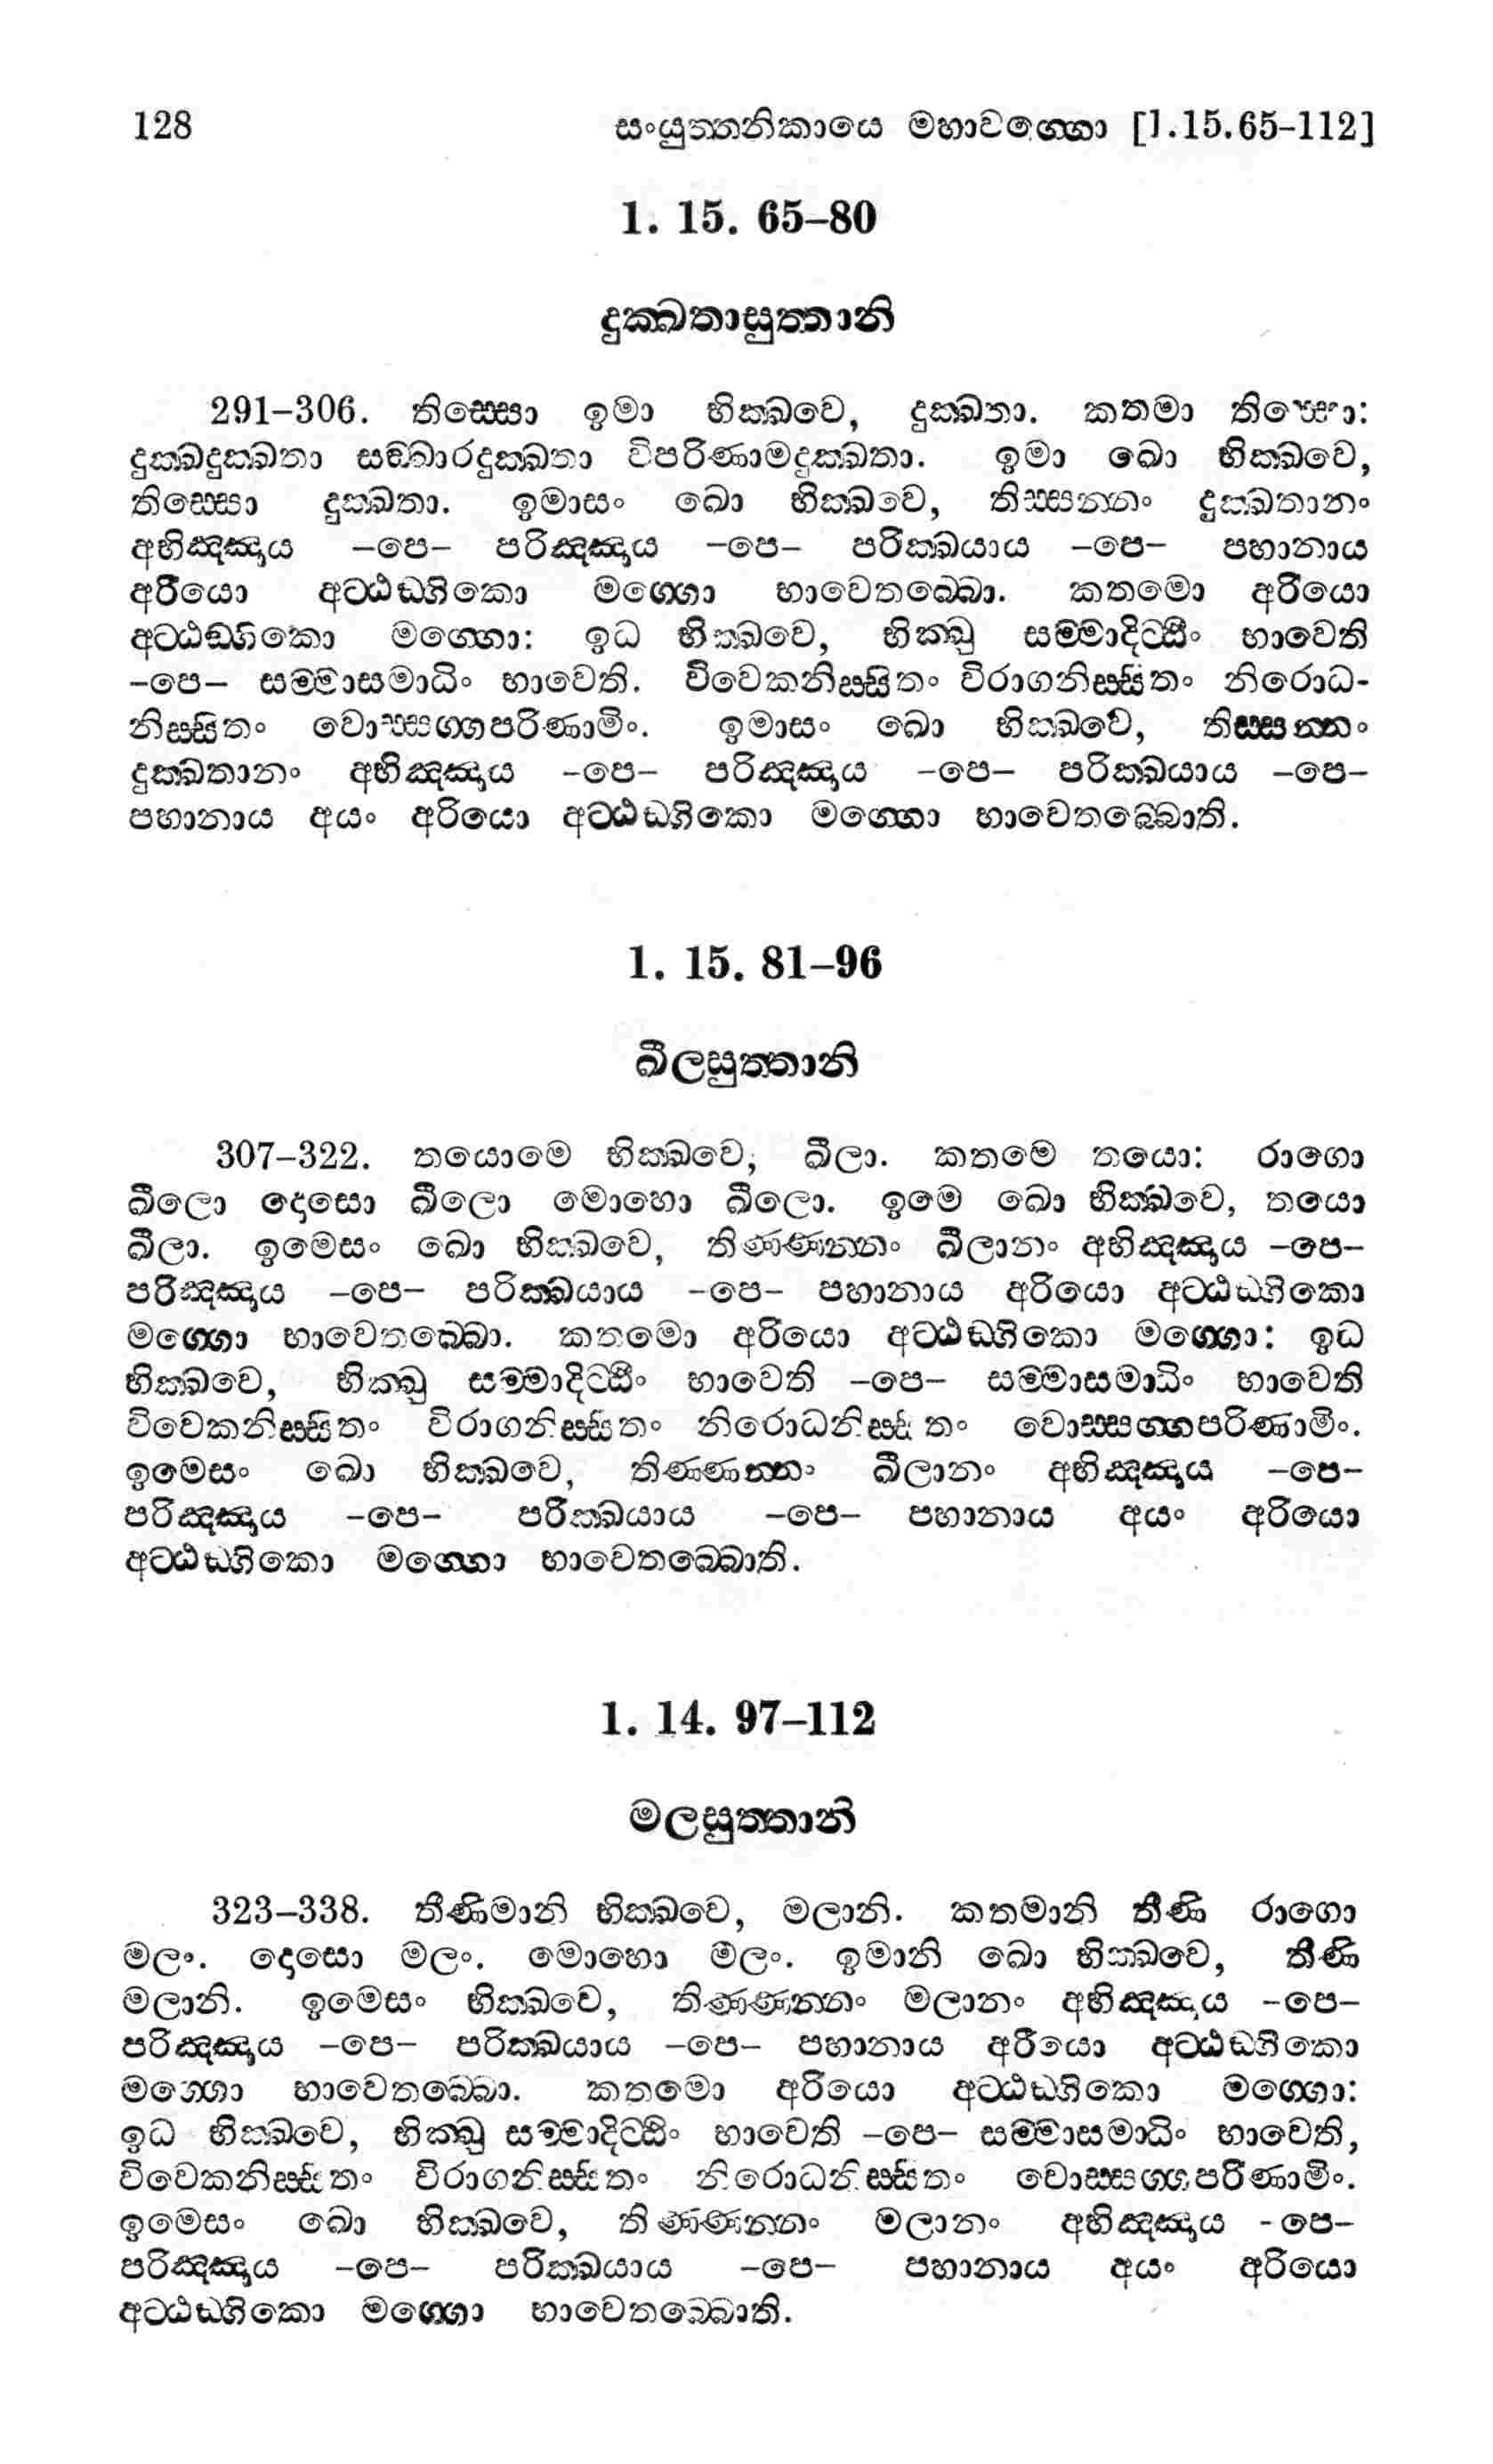 128 සංයුත්තනිකායෙ මහාවග්ගො [1.15.65-112]
1. 15. 65–80
දුක්ඛතාසුත්තානි
291–306. තිස්සො ඉමා භික්ඛවෙ, දුක්ඛතා. කතමා තිස්සො:
දුක්ඛදුක්ඛතා සඞ්ඛාරදුක්ඛතා විපරිණාමදුක්ඛතා. ඉමා ඛො භික්ඛවෙ,
තිස්සො දුක්ඛතා. ඉමාසං ඛො භික්ඛවෙ, තිස්සන්නං දුක්ඛතානං
අභිඤ්ඤාය –පෙ– පරිඤ්ඤාය –පෙ– පරික්ඛයාය –පෙ– පහානාය
අරියො අට්ඨඞ්ගිකො මග්ගො භාවෙතබ්බො. කතමො අරියො
අට්ඨඞ්ගිකො මග්ගො: ඉධ භික්ඛවෙ, භික්ඛු සම්මාදිට්ඨිං භාවෙති
–පෙ– සම්මාසමාධිං භාවෙති. විවෙකනිස්සිතං විරාගනිස්සිතං නිරොධ-
නිස්සිතං වොස්සග්ගපරිණාමිං. ඉමාසං ඛො භික්ඛවෙ, තිස්සන්නං
දුක්ඛතානං අභිඤ්ඤාය –පෙ– පරිඤ්ඤාය –පෙ– පරික්ඛයාය –පෙ–
පහානාය අයං අරියො අට්ඨඞ්ගිකො මග්ගො භාවෙතබ්බොති.
1. 15. 81–96
ඛීලසුත්තානි
307–322. තයොමෙ භික්ඛවෙ, ඛීලා. කතමෙ තයො: රාගො
ඛීලො දොසො ඛීලො මොහො ඛීලො. ඉමෙ ඛො භික්ඛවෙ, තයො
ඛීලා. ඉමෙසං ඛො භික්ඛවෙ, තිණ්ණන්නං ඛීලානං අභිඤ්ඤාය –පෙ–
පරිඤ්ඤාය –පෙ– පරික්ඛයාය –පෙ– පහානාය අරියො අට්ඨඞ්ගිකො
මග්ගො භාවෙතබ්බො. කතමො අරියො අට්ඨඞ්ගිකො මග්ගො: ඉධ
භික්ඛවෙ, භික්ඛු සම්මාදිට්ඨිං භාවෙති –පෙ– සම්මාසමාධිං භාවෙති
විවෙකනිස්සිතං විරාගනිස්සිතං නිරොධනිස්සිතං වොස්සග්ගපරිණාමිං.
ඉමෙසං ඛො භික්ඛවෙ, තිණ්ණන්නං ඛීලානං අභිඤ්ඤාය –පෙ–
පරිඤ්ඤාය –පෙ– පරික්ඛයාය –පෙ– පහානාය අයං අරියො
අට්ඨඞ්ගිකො මග්ගො භාවෙතබ්බොති.
1. 14. 97–112
මලසුත්තානි
323–338. තීණිමානි භික්ඛවෙ, මලානි. කතමානි තීණි රාගො
මලං. දොසො මලං. මොහො මලං. ඉමානි ඛො භික්ඛවෙ, තීණි
මලානි. ඉමෙසං භික්ඛවෙ, තිණ්ණන්නං මලානං අභිඤ්ඤාය –පෙ–
පරිඤ්ඤාය –පෙ– පරික්ඛයාය –පෙ– පහානාය අරියො අට්ඨඞ්ගිකො
මග්ගො භාවෙතබ්බො. කතමො අරියො අට්ඨඞ්ගිකො මග්ගො:
ඉධ භික්ඛවෙ, භික්ඛු සම්මාදිට්ඨිං භාවෙති –පෙ– සම්මාසමාධිං භාවෙති,
විවෙකනිස්සිතං විරාගනිස්සිතං නිරොධනිස්සිතං වොස්සග්ගපරිණාමිං.
ඉමෙසං ඛො භික්ඛවෙ, තිණ්ණන්නං මලානං අභිඤ්ඤාය -පෙ–
පරිඤ්ඤාය –පෙ– පරික්ඛයාය –පෙ– පහානාය අයං අරියො
අට්ඨඞ්ගිකො මග්ගො භාවෙතබ්බොති.